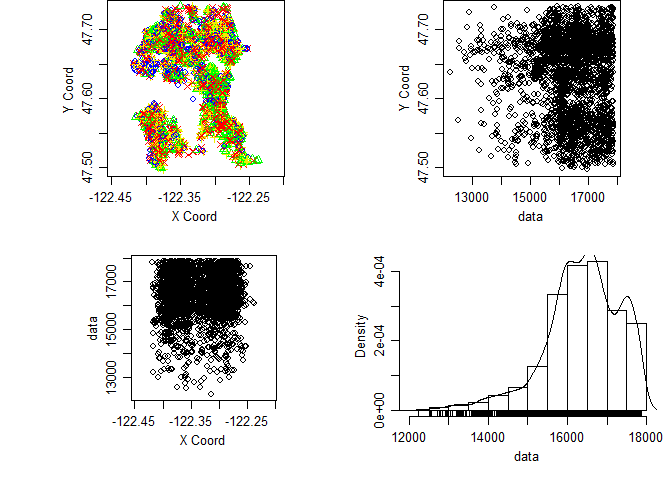 47.50 47.60 47.70
Y Coord
-122.45 -122.35 -122.25
X Coord
47.50 47.60 47.70
Y Coord
13000 15000 17000
data
13000 15000 17000
data
-122.45 -122.35 -122.25
X Coord
0e+00 2e-04 4e-04
Density
12000 14000 16000 18000
data